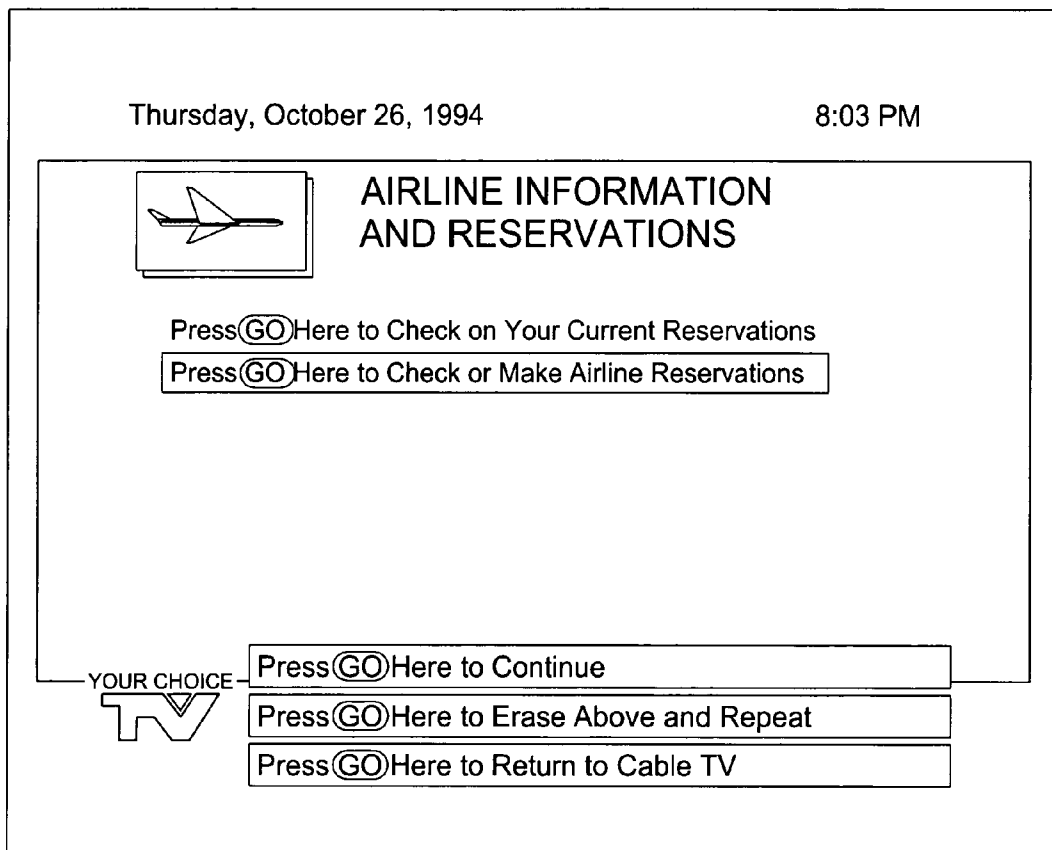 Thursday, October 26, 1994 8:03 PM
AIRLINE INFORMATION
AND RESERVATIONS
Press GO Here to Check on Your Current Reservations
Press GO Here to Check or Make Airline Reservations
Press GO Here to Continue
YOUR CHOICE
TV
Press GO Here to Erase Above and Repeat
Press GO Here to Return to Cable TV